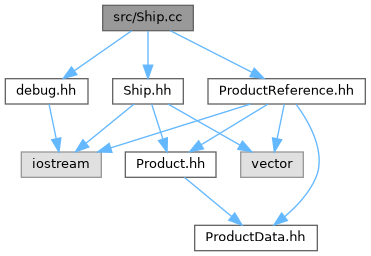 src/Ship.cc
debug.hh
Ship.hh
ProductReference.hh
iostream
Product.hh
vector
ProductData.hh